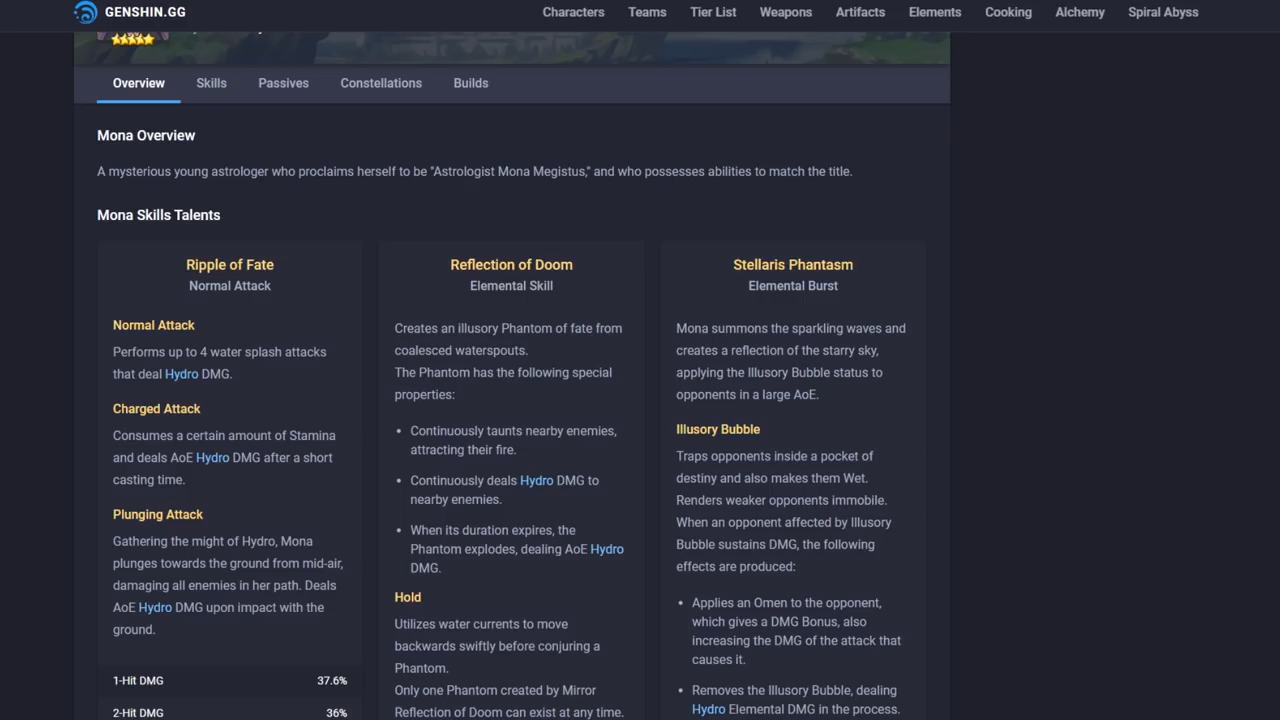 GENSHIN.GG
Characters Teams Tier List Weapons Artifacts Elements Cooking Alchemy Spiral Abyss
Overview Skills Passives Constellations Builds
Mona Overview
A mysterious young astrologer who proclaims herself to be "Astrologist Mona Megistus," and who possesses abilities to match the title.
Mona Skills Talents
Ripple of Fate
Normal Attack
Normal Attack
Performs up to 4 water splash attacks
that deal Hydro DMG.
Charged Attack
Consumes a certain amount of Stamina
and deals AoE Hydro DMG after a short
casting time.
Plunging Attack
Gathering the might of Hydro, Mona
plunges towards the ground from mid-air,
damaging all enemies in her path. Deals
AoE Hydro DMG upon impact with the
ground.
1-Hit DMG 37.6%
2-Hit DMG 36%
Reflection of Doom
Elemental Skill
Creates an illusory Phantom of fate from
coalesced waterspouts.
The Phantom has the following special
properties:
• Continuously taunts nearby enemies,
attracting their fire.
• Continuously deals Hydro DMG to
nearby enemies.
• When its duration expires, the
Phantom explodes, dealing AoE Hydro
DMG.
Hold
Utilizes water currents to move
backwards swiftly before conjuring a
Phantom.
Only one Phantom created by Mirror
Reflection of Doom can exist at any time.
Stellaris Phantasm
Elemental Burst
Mona summons the sparkling waves and
creates a reflection of the starry sky,
applying the Illusory Bubble status to
opponents in a large AoE.
Illusory Bubble
Traps opponents inside a pocket of
destiny and also makes them Wet.
Renders weaker opponents immobile.
When an opponent affected by Illusory
Bubble sustains DMG, the following
effects are produced:
• Applies an Omen to the opponent,
which gives a DMG Bonus, also
increasing the DMG of the attack that
causes it.
• Removes the Illusory Bubble, dealing
Hydro Elemental DMG in the process.